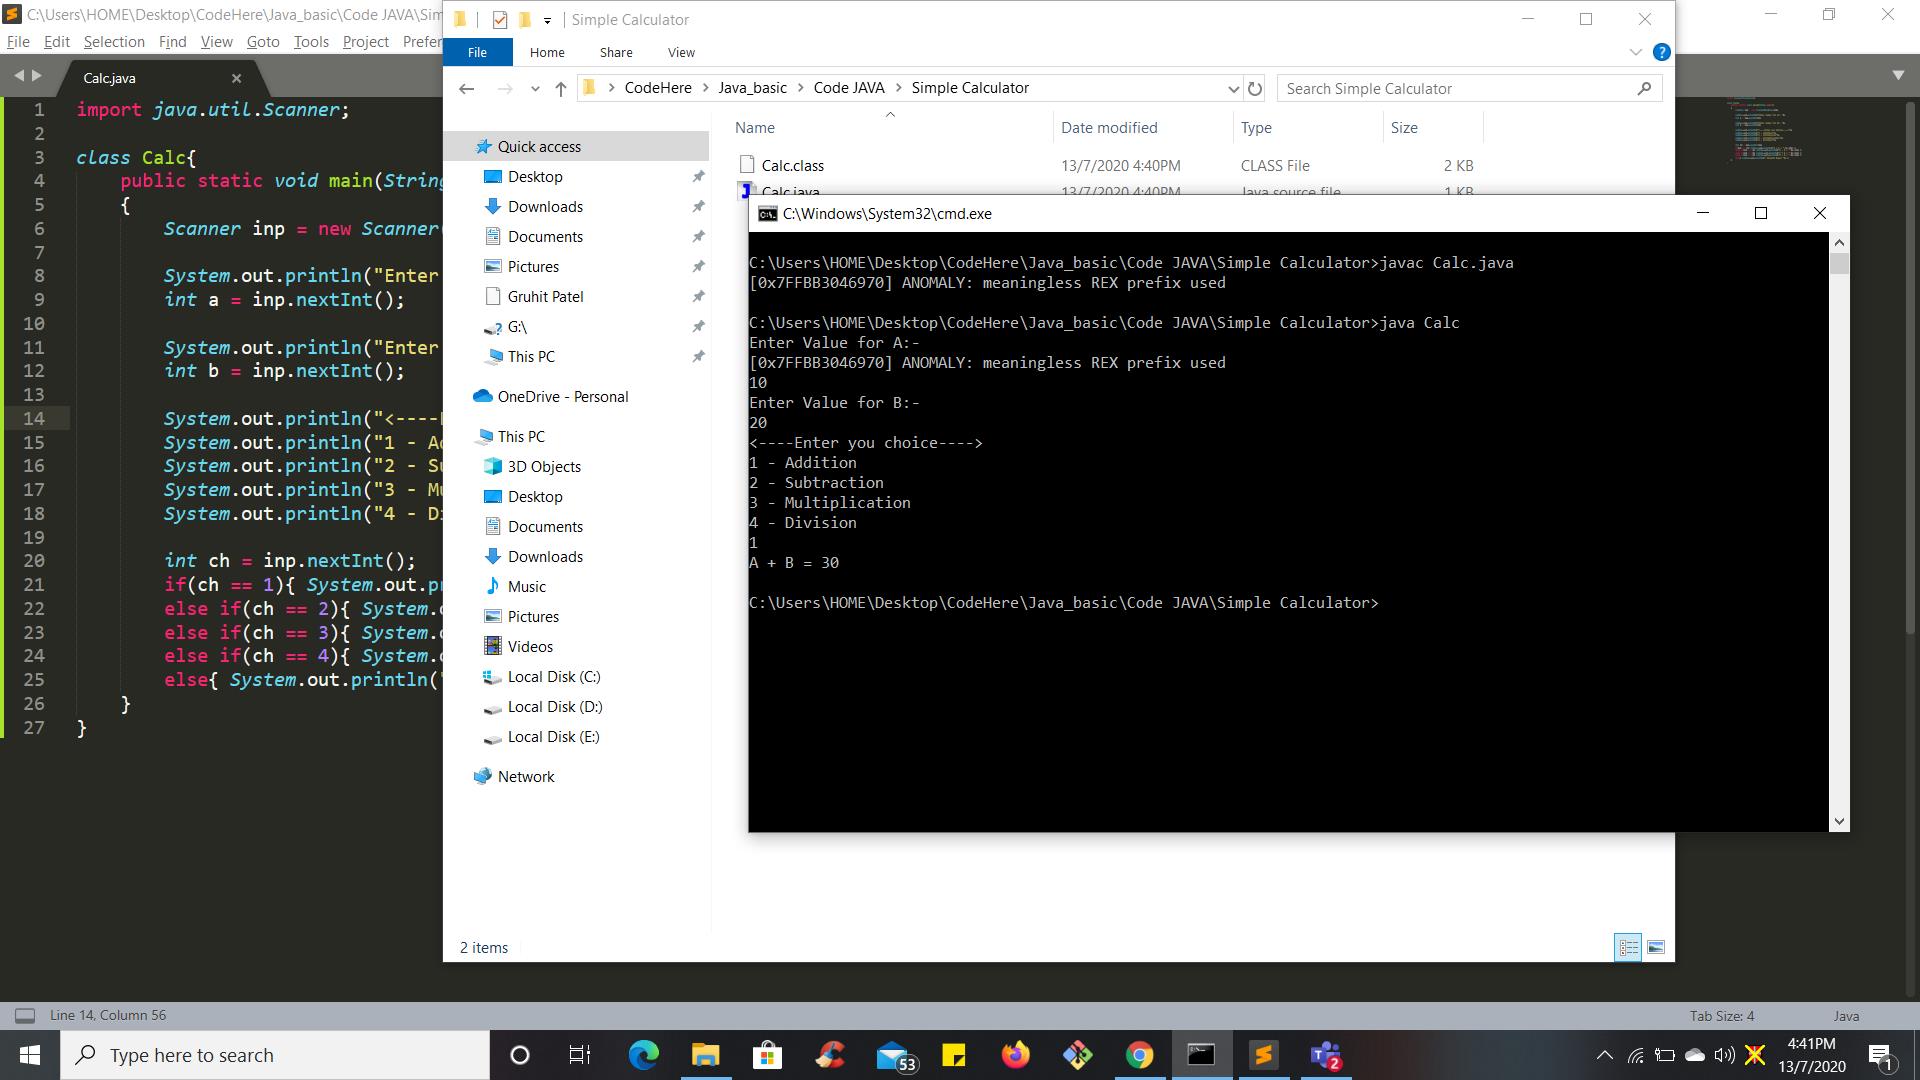 C:\Users\HOME\Desktop\CodeHere\Java_basic\Code JAVA\Sim
File Edit Selection Find View Goto Tools Project Prefer
Calc.java
1 import java.util.Scanner;
2
3 class Calc{
4 public static void main(String
5 {
6 Scanner inp = new Scanner(
7
8 System.out.println("Enter
9 int a = inp.nextInt();
10
11 System.out.println("Enter
12 int b = inp.nextInt();
13
14 System.out.println("<----
15 System.out.println("1 - Ad
16 System.out.println("2 - Su
17 System.out.println("3 - Mu
18 System.out.println("4 - Di
19
20 int ch = inp.nextInt();
21 if(ch == 1){ System.out.pr
22 else if(ch == 2){ System.o
23 else if(ch == 3){ System.o
24 else if(ch == 4){ System.o
25 else{ System.out.println("
26 }
27 }
Simple Calculator
File Home Share View
CodeHere > Java_basic > Code JAVA > Simple Calculator
Search Simple Calculator
Quick access
Desktop
Downloads
Documents
Pictures
Gruhit Patel
G:\
This PC
OneDrive - Personal
This PC
3D Objects
Desktop
Documents
Downloads
Music
Pictures
Videos
Local Disk (C:)
Local Disk (D:)
Local Disk (E:)
Network
Name Date modified Type Size
Calc.class 13/7/2020 4:40PM CLASS File 2 KB
Calc.java 13/7/2020 4:40PM Java source file 1 KB
2 items
C:\Windows\System32\cmd.exe
C:\Users\HOME\Desktop\CodeHere\Java_basic\Code JAVA\Simple Calculator>javac Calc.java
[0x7FFBB3046970] ANOMALY: meaningless REX prefix used
C:\Users\HOME\Desktop\CodeHere\Java_basic\Code JAVA\Simple Calculator>java Calc
Enter Value for A:-
[0x7FFBB3046970] ANOMALY: meaningless REX prefix used
10
Enter Value for B:-
20
<----Enter you choice---->
1 - Addition
2 - Subtraction
3 - Multiplication
4 - Division
1
A + B = 30
C:\Users\HOME\Desktop\CodeHere\Java_basic\Code JAVA\Simple Calculator>
Line 14, Column 56
Tab Size: 4 Java
Type here to search
53
2
4:41PM
13/7/2020
1